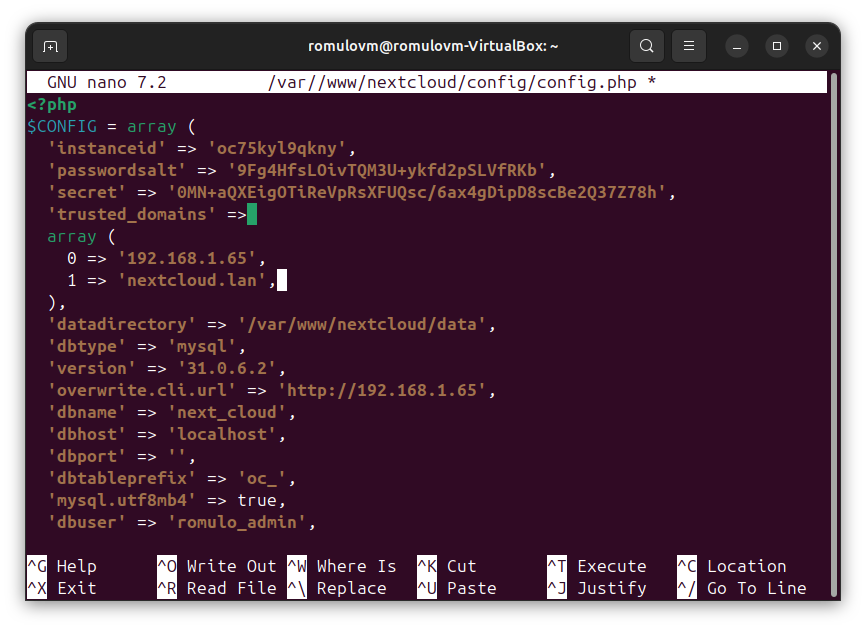 romulovm@romulovm-VirtualBox: ~
GNU nano 7.2 /var//www/nextcloud/config/config.php *
<?php
$CONFIG = array (
'instanceid' => 'oc75kyl9qkny',
'passwordsalt' => '9Fg4HfsLOivTQM3U+ykfd2pSLVfRKb',
'secret' => '0MN+aQXEigOTiReVpRsXFUQsc/6ax4gDipD8scBe2Q37Z78h',
'trusted_domains' =>
array (
0 => '192.168.1.65',
1 => 'nextcloud.lan',
),
'datadirectory' => '/var/www/nextcloud/data',
'dbtype' => 'mysql',
'version' => '31.0.6.2',
'overwrite.cli.url' => 'http://192.168.1.65',
'dbname' => 'next_cloud',
'dbhost' => 'localhost',
'dbport' => '',
'dbtableprefix' => 'oc_',
'mysql.utf8mb4' => true,
'dbuser' => 'romulo_admin',
^G Help ^O Write Out ^W Where Is ^K Cut ^T Execute ^C Location
^X Exit ^R Read File ^\ Replace ^U Paste ^J Justify ^/ Go To Line